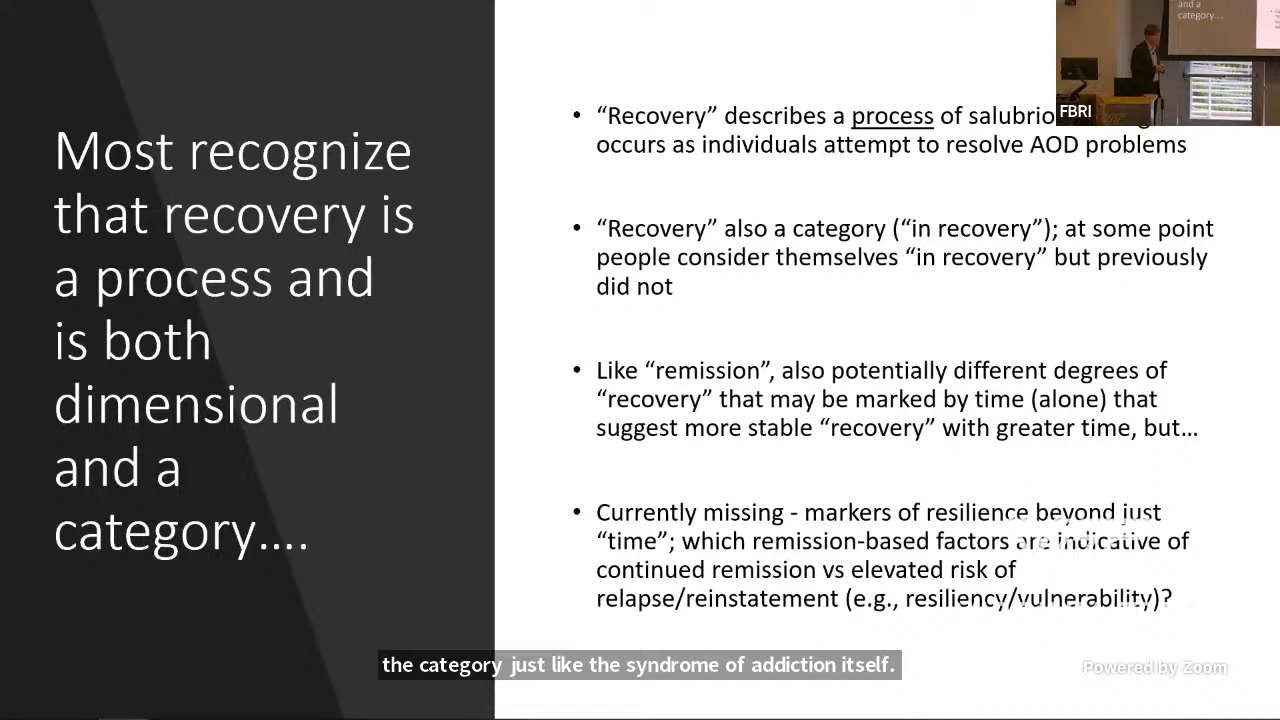 Most recognize
that recovery is
a process and
is both
dimensional
and a
category....
and a
category....
FBRI
• “Recovery” describes a process of
occurs as individuals attempt to resolve AOD problems
• “Recovery” also a category (“in recovery”); at some point
people consider themselves “in recovery” but previously
did not
• Like “remission”, also potentially different degrees of
“recovery” that may be marked by time (alone) that
suggest more stable “recovery” with greater time, but…
• Currently missing - markers of resilience beyond just
“time”; which remission-based factors are indicative of
continued remission vs elevated risk of
relapse/reinstatement (e.g., resiliency/vulnerability)?
the category just like the syndrome of addiction itself.
Powered by Zoom